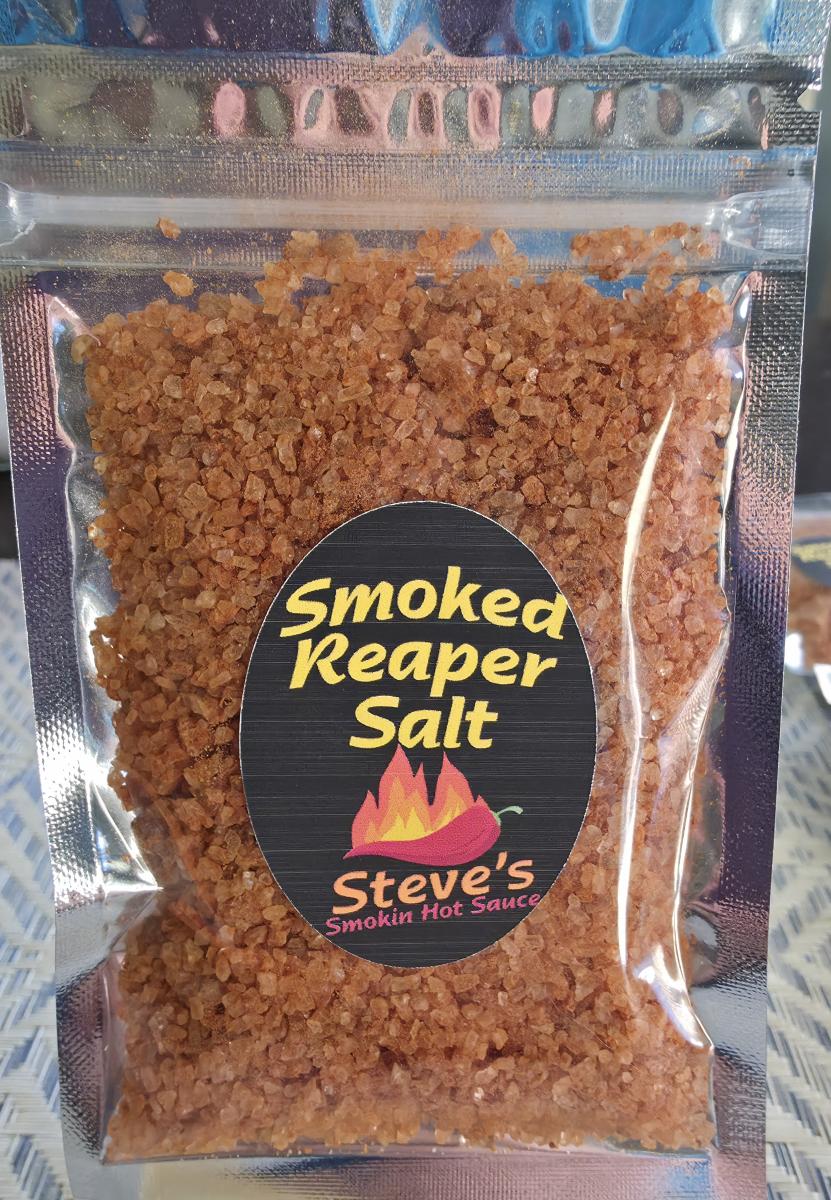 Smoked
Reaper
Salt
Steve's
Smokin Hot Sauce